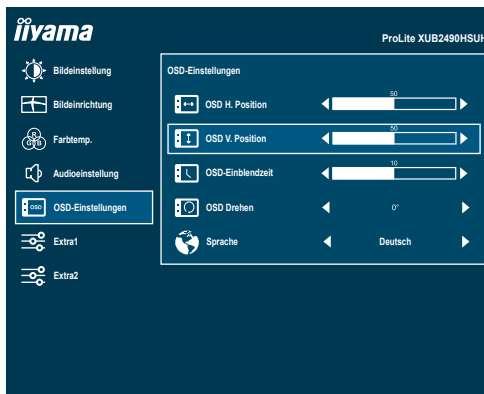 iiyama
ProLite XUB2490HSUH
Bildeinstellung
Bildeinrichtung
R
G B
Farbtemp.
Audioeinstellung
OSD
OSD-Einstellungen
Extra1
Extra2
OSD-Einstellungen
OSD H. Position
50
OSD V. Position
50
OSD-Einblendzeit
10
OSD Drehen
0°
Sprache
Deutsch